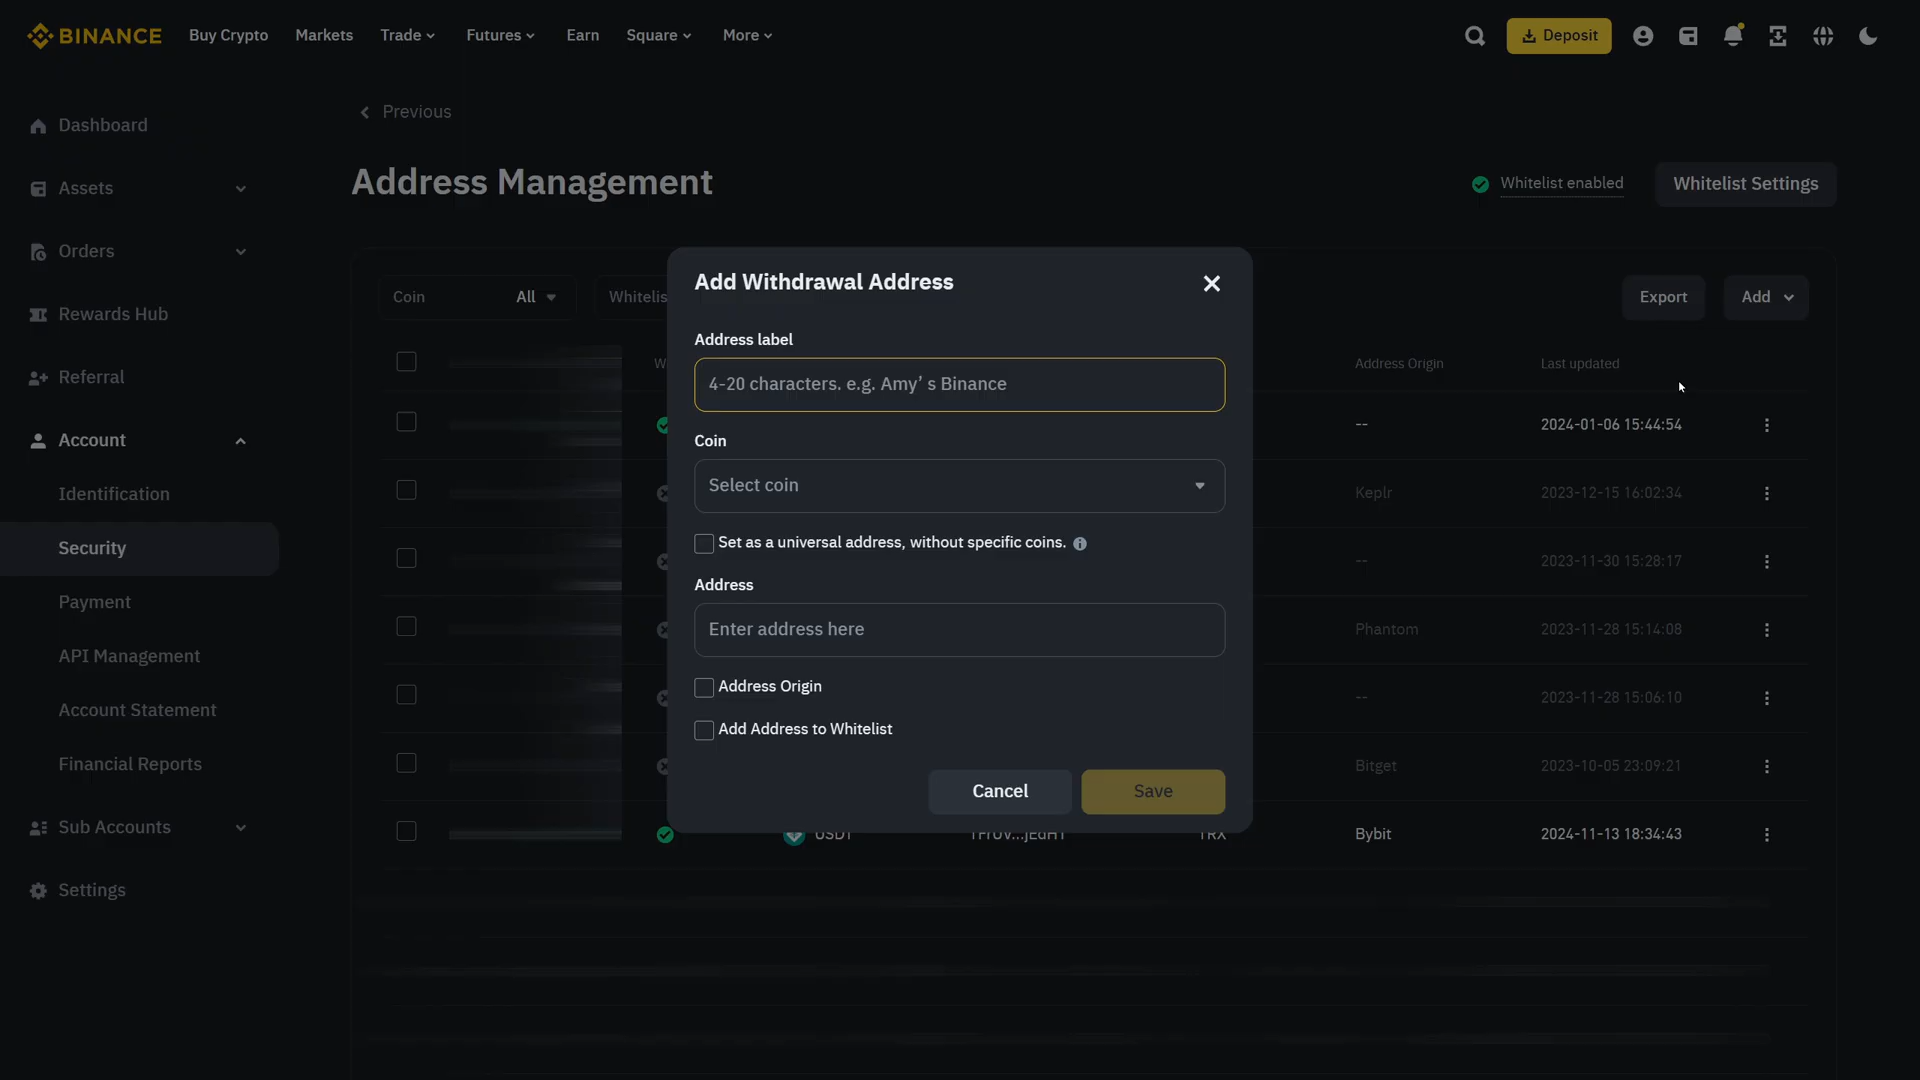 BINANCE Buy Crypto Markets Trade Futures Earn Square More Deposit
Previous
Address Management
Whitelist enabled Whitelist Settings
Dashboard
Assets
Orders
Rewards Hub
Referral
Account
Identification
Security
Payment
API Management
Account Statement
Financial Reports
Sub Accounts
Settings
Coin All Whitelis Export Add
W Address Origin Last updated
-- 2024-01-06 15:44:54
Keplr 2023-12-15 16:02:34
-- 2023-11-30 15:28:17
Phantom 2023-11-28 15:14:08
-- 2023-11-28 15:06:10
Bitget 2023-10-05 23:09:21
USDT TRX Bybit 2024-11-13 18:34:43
Add Withdrawal Address
Address label
4-20 characters. e.g. Amy’ s Binance
Coin
Select coin
Set as a universal address, without specific coins.
Address
Enter address here
Address Origin
Add Address to Whitelist
Cancel Save